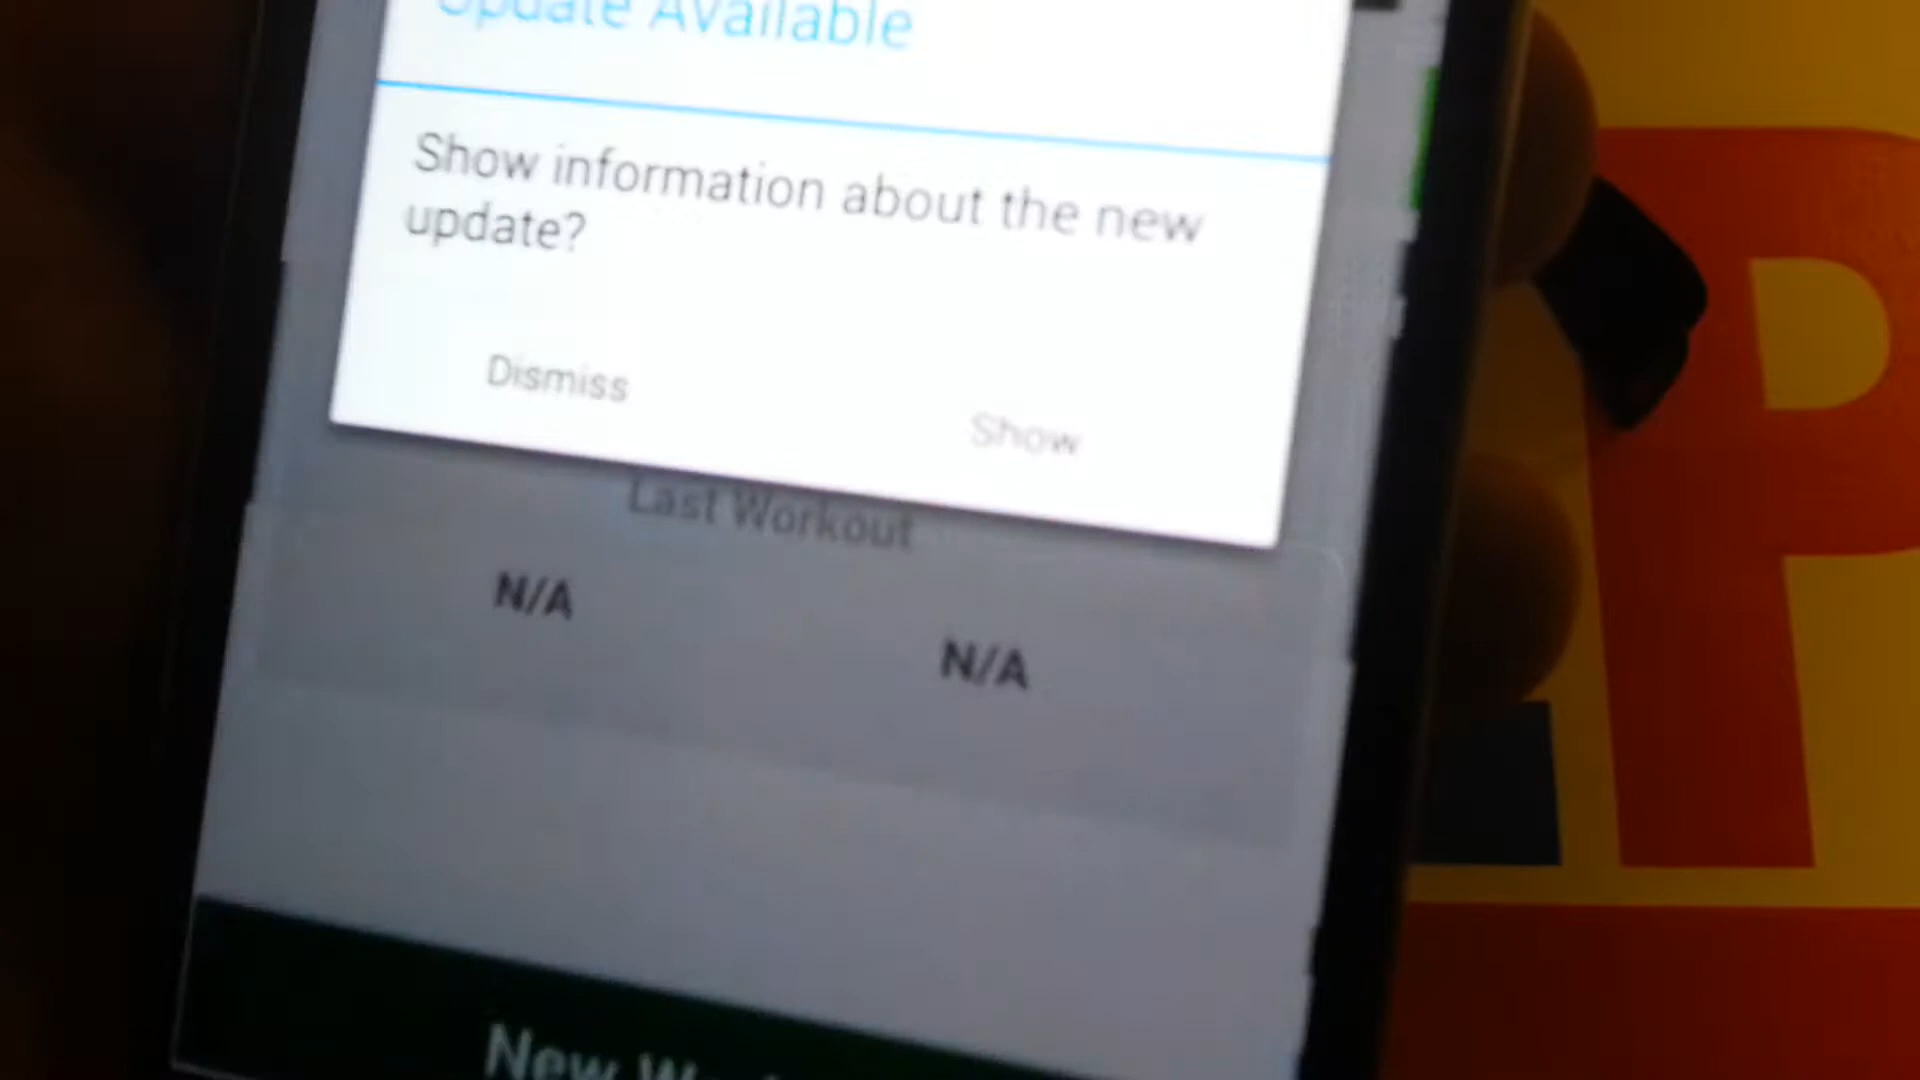 Update Available
Show information about the new
update?
Dismiss
Show
Last Workout
N/A
N/A
New
P